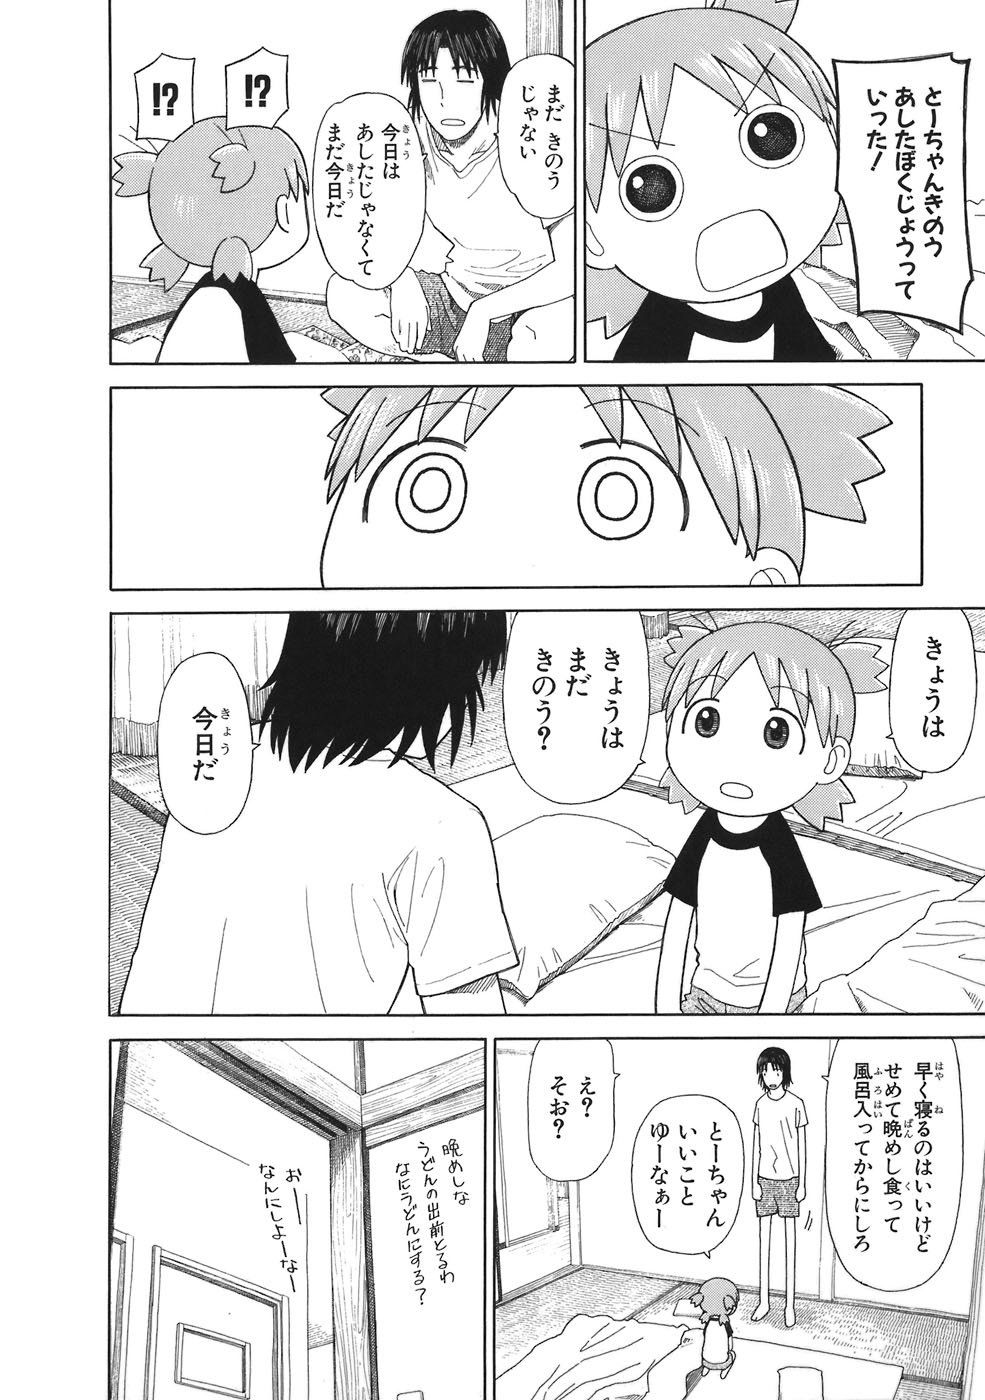 とーちゃんきのう
あしたぼくじょうって
いった!
まだ きのう
じゃない
今日は
あしたじゃなくて
まだ今日だ
!?
!?
きょうは
きょうは
まだ
きのう?
今日だ
早く寝るのはいいけど
せめて晩めし食って
風呂入ってからにしろ
とーちゃん
いいこと
ゆーなぁー
え?
そお?
晩めしな
うどんの出前とるわ
なにうどんにする?
おー
なんにしよーなー